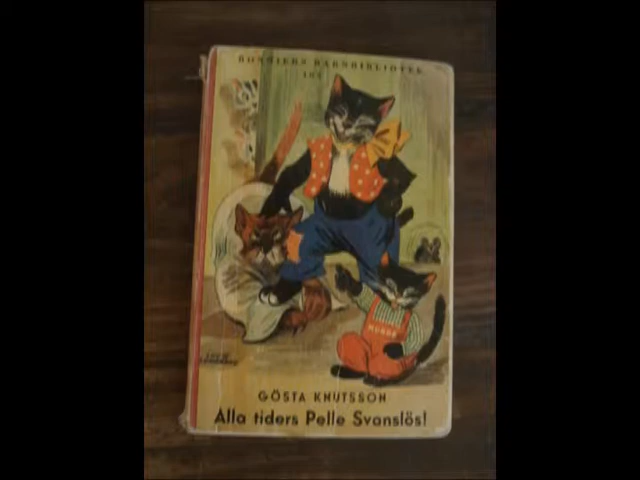 BONNIERS BARNBIBLIOTEK
GÖSTA KNUTSSON
Alla tiders Pelle Svanslös!